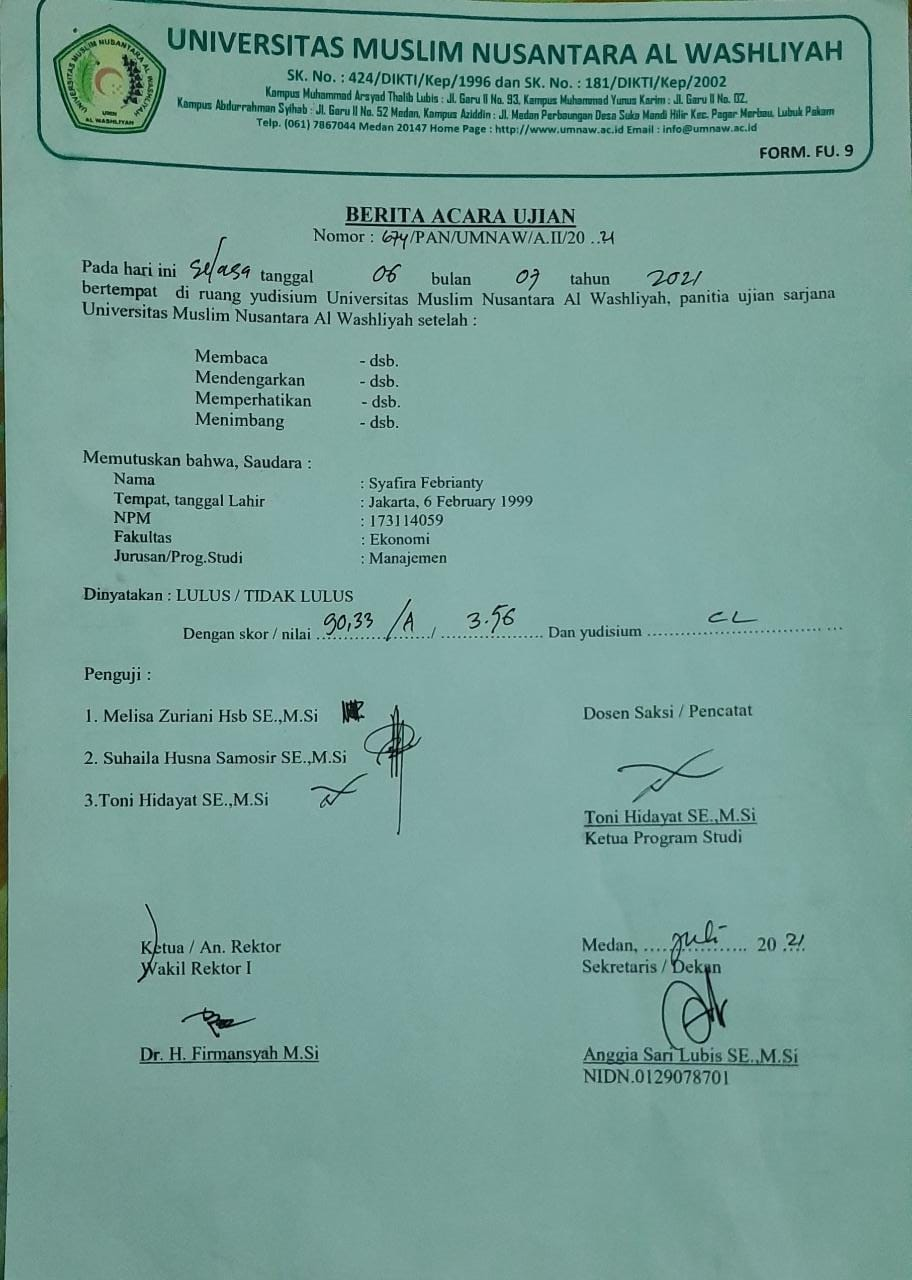 UNIVERSITAS MUSLIM NUSANTARA AL WASHLIYAH
SK. No. : 424/DIKTI/Kep/1996 dan SK. No. : 181/DIKTI/Kep/2002
Kampus Muhammad Arsyad Thalib Lubis : Jl. Garu II No. 93, Kampus Muhammad Yunus Karim : Jl. Garu II No. 02,
Kampus Abdurrahman Syihab : Jl. Garu II No. 52 Medan, Kampus Aziddin : Jl. Medan Perbaungan Desa Suka Mandi Hilir Kec. Pagar Merbau, Lubuk Pakam
Telp. (061) 7867044 Medan 20147 Home Page : http://www.umnaw.ac.id Email : info@umnaw.ac.id
UNIVERSITAS MUSLIM NUSANTARA AL WASHLIYAH
UMN
AL WASHLIYAH
FORM. FU. 9
BERITA ACARA UJIAN
Nomor : 674/PAN/UMNAW/A.II/20 ..21
Pada hari ini Selasa tanggal 06 bulan 07 tahun 2021
bertempat di ruang yudisium Universitas Muslim Nusantara Al Washliyah, panitia ujian sarjana
Universitas Muslim Nusantara Al Washliyah setelah :
Membaca - dsb.
Mendengarkan - dsb.
Memperhatikan - dsb.
Menimbang - dsb.
Memutuskan bahwa, Saudara :
Nama : Syafira Febrianty
Tempat, tanggal Lahir : Jakarta, 6 February 1999
NPM : 173114059
Fakultas : Ekonomi
Jurusan/Prog.Studi : Manajemen
Dinyatakan : LULUS / TIDAK LULUS
Dengan skor / nilai 90,33 /A / 3.56 Dan yudisium CL
Penguji :
1. Melisa Zuriani Hsb SE.,M.Si
2. Suhaila Husna Samosir SE.,M.Si
3.Toni Hidayat SE.,M.Si
Dosen Saksi / Pencatat
Toni Hidayat SE.,M.Si
Ketua Program Studi
Ketua / An. Rektor
Wakil Rektor I
Dr. H. Firmansyah M.Si
Medan, .... Juli .... 20 21
Sekretaris / Dekan
Anggia Sari Lubis SE.,M.Si
NIDN.0129078701